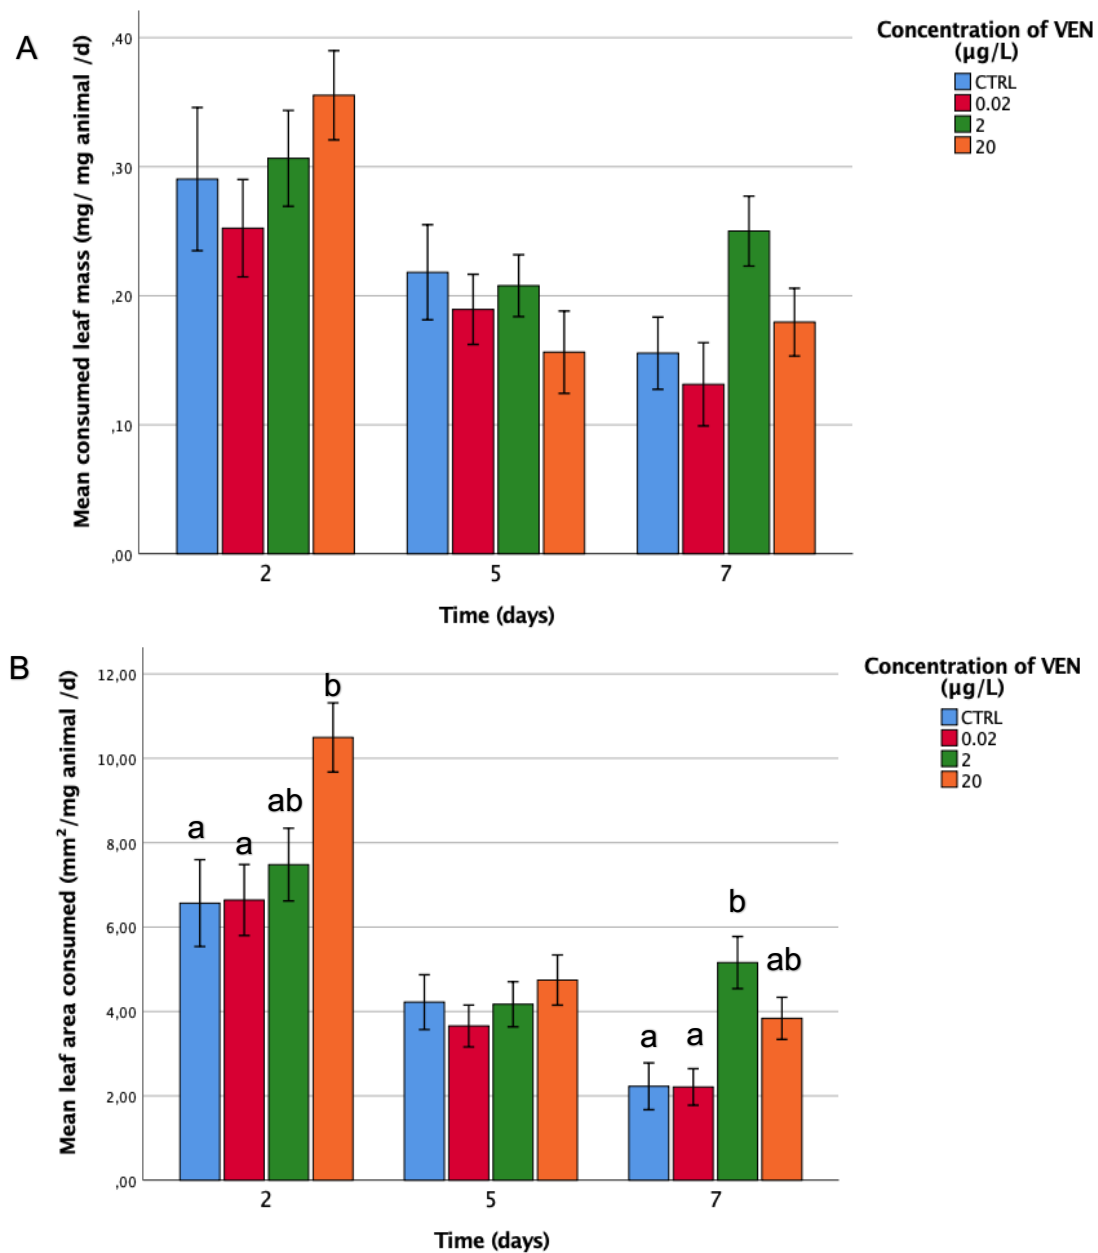 A
Mean consumed leaf mass (mg/ mg animal /d)
,40
,30
,20
,10
,00
2
5
7
Time (days)
Concentration of VEN
(µg/L)
CTRL
0.02
2
20
B
Mean leaf area consumed (mm²/mg animal /d)
12,00
10,00
8,00
6,00
4,00
2,00
,00
a
a
ab
b
a
a
b
ab
2
5
7
Time (days)
Concentration of VEN
(µg/L)
CTRL
0.02
2
20